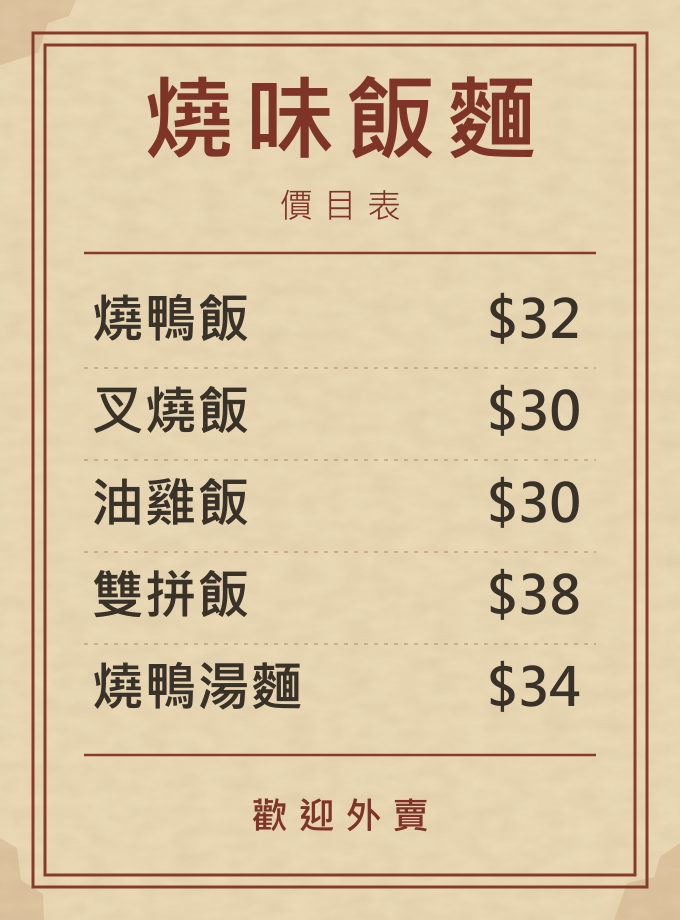 燒味飯麵
價目表
燒鴨飯 $32
叉燒飯 $30
油雞飯 $30
雙拼飯 $38
燒鴨湯麵 $34
歡迎外賣